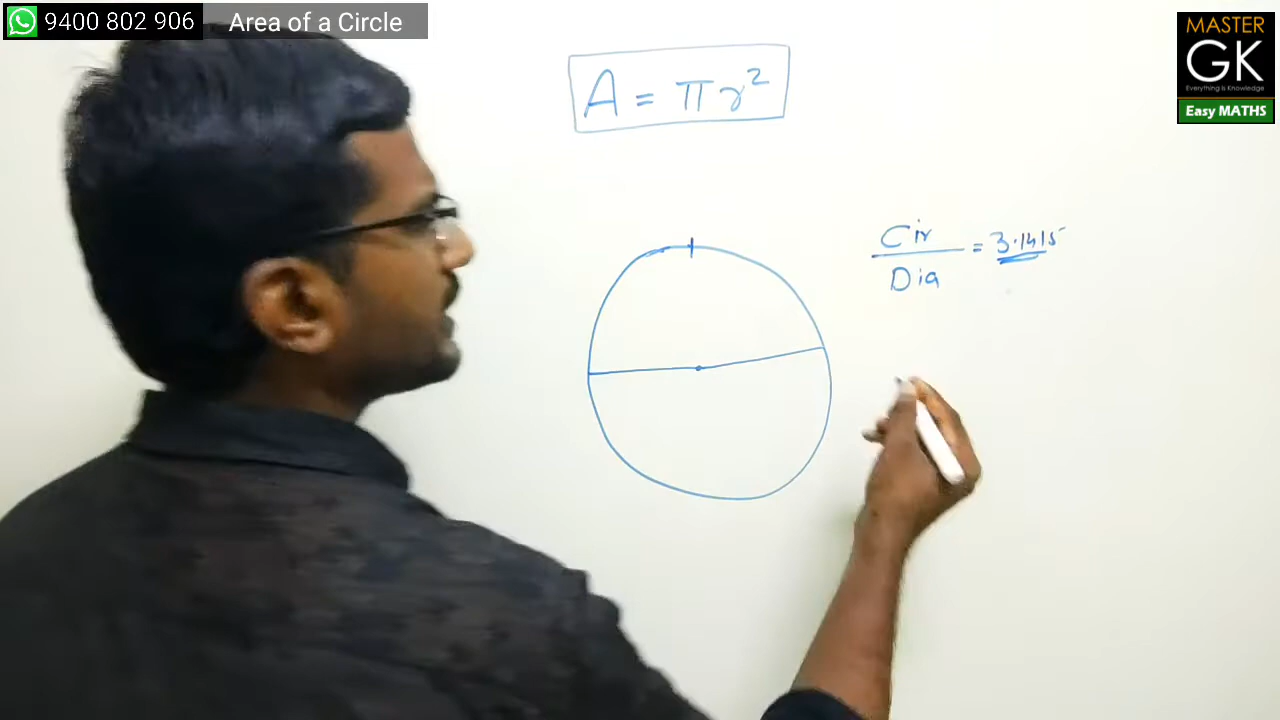 9400 802 906 Area of a Circle
MASTER
GK
Everything is Knowledge
Easy MATHS
A = πr²
Cir
= 3.1415
Dia